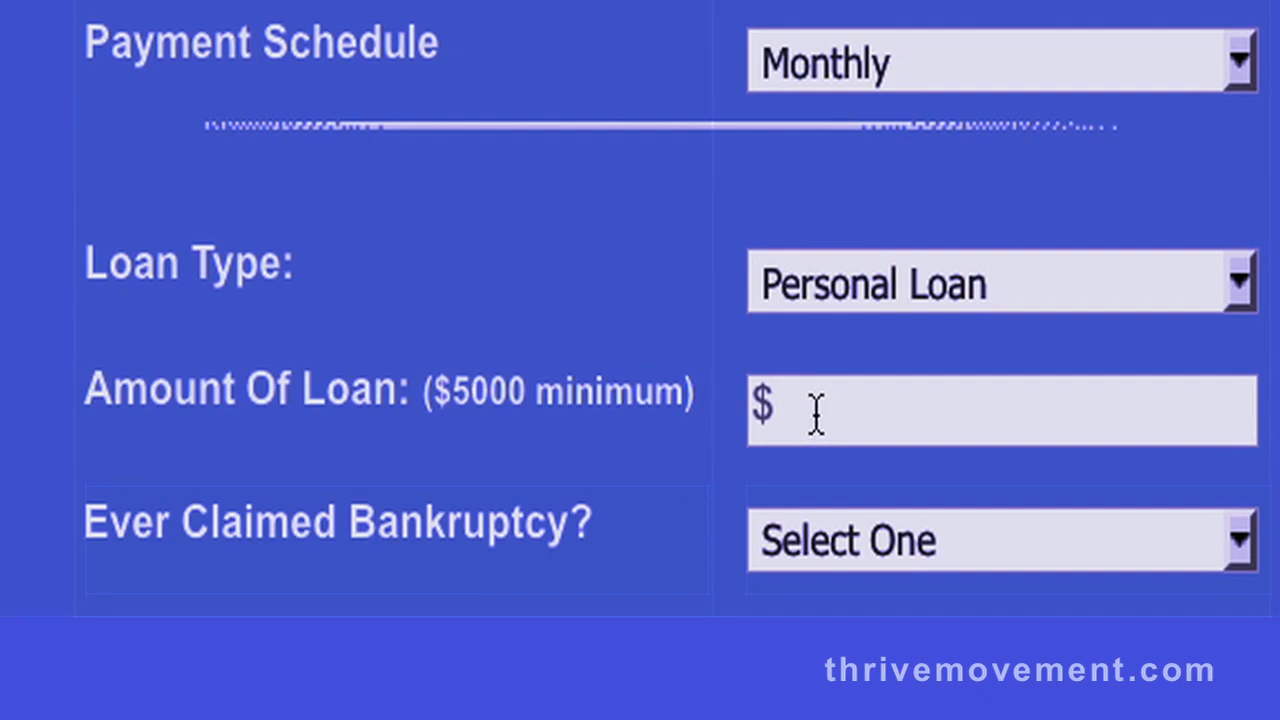 Payment Schedule
Monthly
Loan Type:
Personal Loan
Amount Of Loan: ($5000 minimum)
$
Ever Claimed Bankruptcy?
Select One
thrivemovement.com